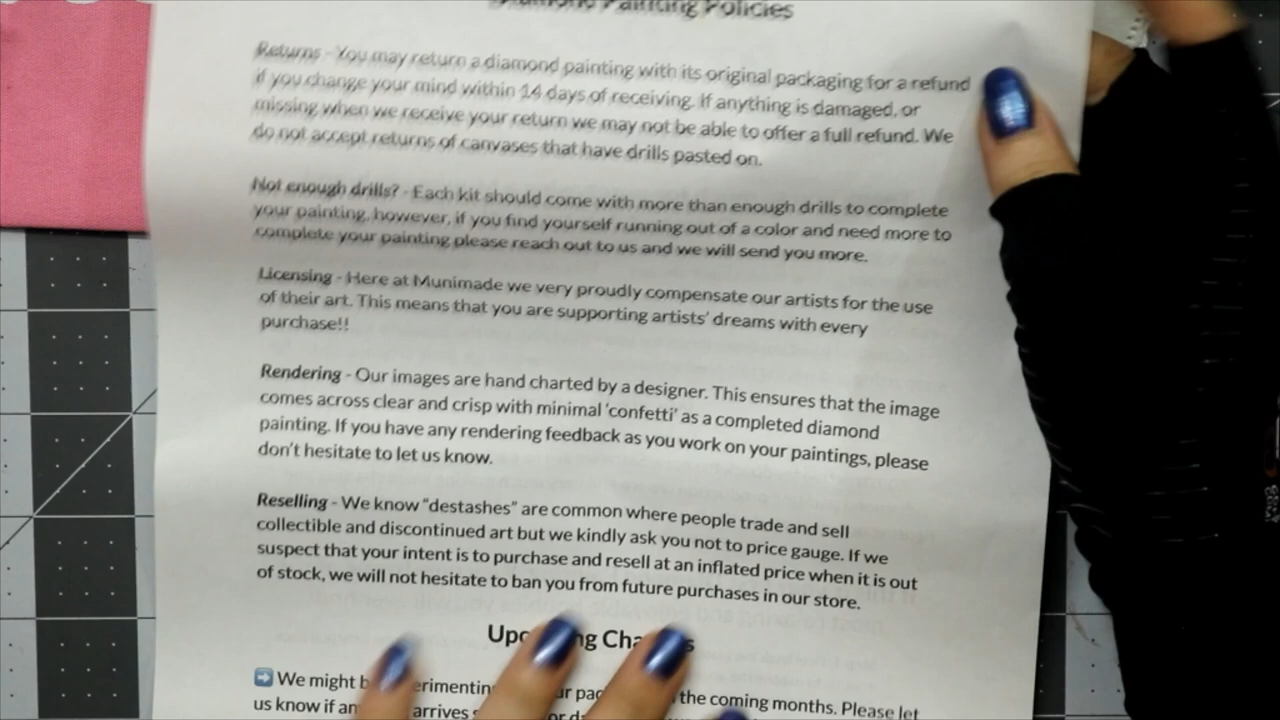 Diamond Painting Policies
Returns - You may return a diamond painting with its original packaging for a refund
if you change your mind within 14 days of receiving. If anything is damaged, or
missing when we receive your return we may not be able to offer a full refund. We
do not accept returns of canvases that have drills pasted on.
Not enough drills? - Each kit should come with more than enough drills to complete
your painting, however, if you find yourself running out of a color and need more to
complete your painting please reach out to us and we will send you more.
Licensing - Here at Munimade we very proudly compensate our artists for the use
of their art. This means that you are supporting artists' dreams with every
purchase!!
Rendering - Our images are hand charted by a designer. This ensures that the image
comes across clear and crisp with minimal 'confetti' as a completed diamond
painting. If you have any rendering feedback as you work on your paintings, please
don't hesitate to let us know.
Reselling - We know "destashes" are common where people trade and sell
collectible and discontinued art but we kindly ask you not to price gauge. If we
suspect that your intent is to purchase and resell at an inflated price when it is out
of stock, we will not hesitate to ban you from future purchases in our store.
➡ We might the coming months. Please let
us know if arrives